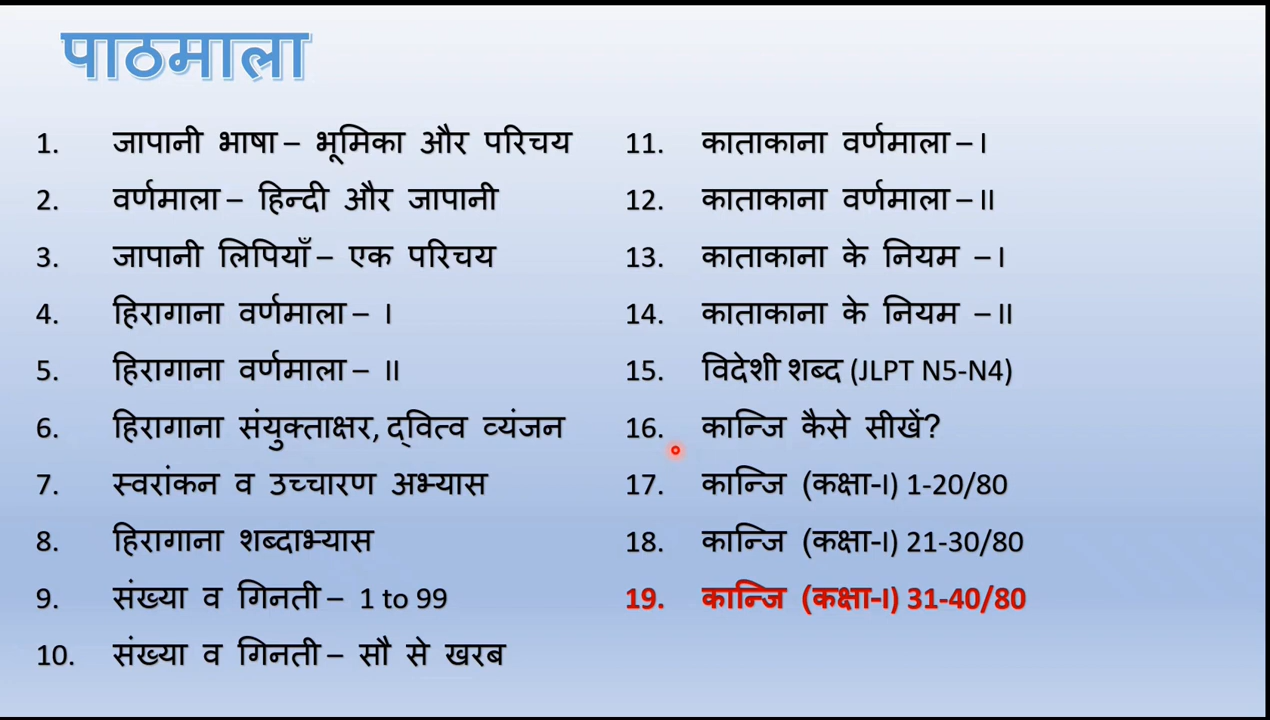 पाठमाला
1. जापानी भाषा – भूमिका और परिचय
2. वर्णमाला – हिन्दी और जापानी
3. जापानी लिपियाँ – एक परिचय
4. हिरागाना वर्णमाला – I
5. हिरागाना वर्णमाला – II
6. हिरागाना संयुक्ताक्षर, द्वित्व व्यंजन
7. स्वरांकन व उच्चारण अभ्यास
8. हिरागाना शब्दाभ्यास
9. संख्या व गिनती – 1 to 99
10. संख्या व गिनती – सौ से खरब
11. काताकाना वर्णमाला – I
12. काताकाना वर्णमाला – II
13. काताकाना के नियम – I
14. काताकाना के नियम – II
15. विदेशी शब्द (JLPT N5-N4)
16. कान्जि कैसे सीखें?
17. कान्जि (कक्षा-I) 1-20/80
18. कान्जि (कक्षा-I) 21-30/80
19. कान्जि (कक्षा-I) 31-40/80